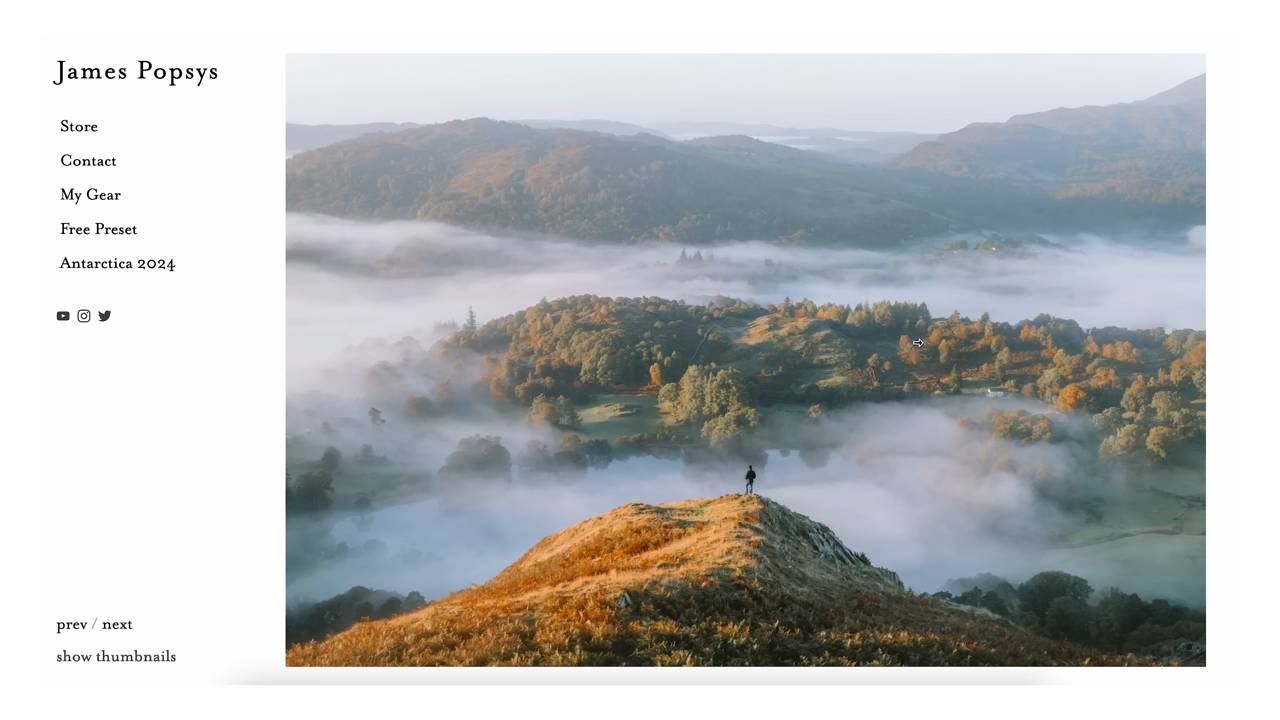 James Popsys
Store
Contact
My Gear
Free Preset
Antarctica 2024
prev / next
show thumbnails